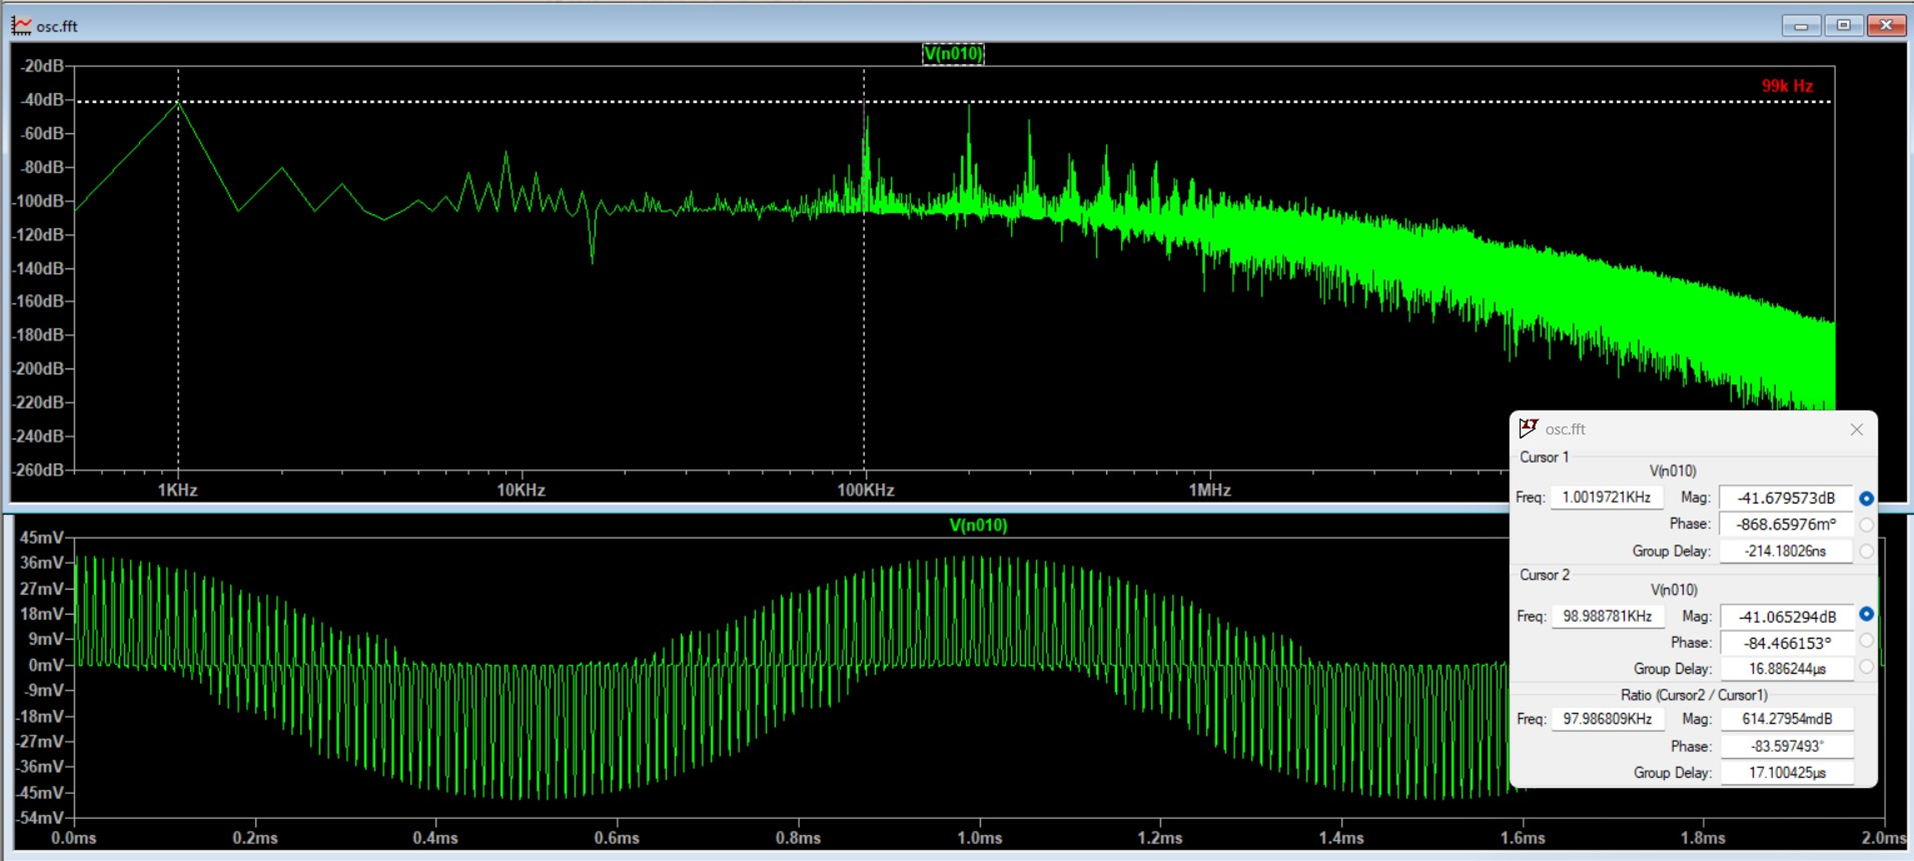 osc.fft
V(n010)
99k Hz
-20dB
-40dB
-60dB
-80dB
-100dB
-120dB
-140dB
-160dB
-180dB
-200dB
-220dB
-240dB
-260dB
1KHz 10KHz 100KHz 1MHz
V(n010)
45mV
36mV
27mV
18mV
9mV
0mV
-9mV
-18mV
-27mV
-36mV
-45mV
-54mV
0.0ms 0.2ms 0.4ms 0.6ms 0.8ms 1.0ms 1.2ms 1.4ms 1.6ms 1.8ms 2.0ms
osc.fft
Cursor 1
V(n010)
Freq: 1.0019721KHz Mag: -41.679573dB
Phase: -868.65976m°
Group Delay: -214.18026ns
Cursor 2
V(n010)
Freq: 98.988781KHz Mag: -41.065294dB
Phase: -84.466153°
Group Delay: 16.886244µs
Ratio (Cursor2 / Cursor1)
Freq: 97.986809KHz Mag: 614.27954mdB
Phase: -83.597493°
Group Delay: 17.100425µs